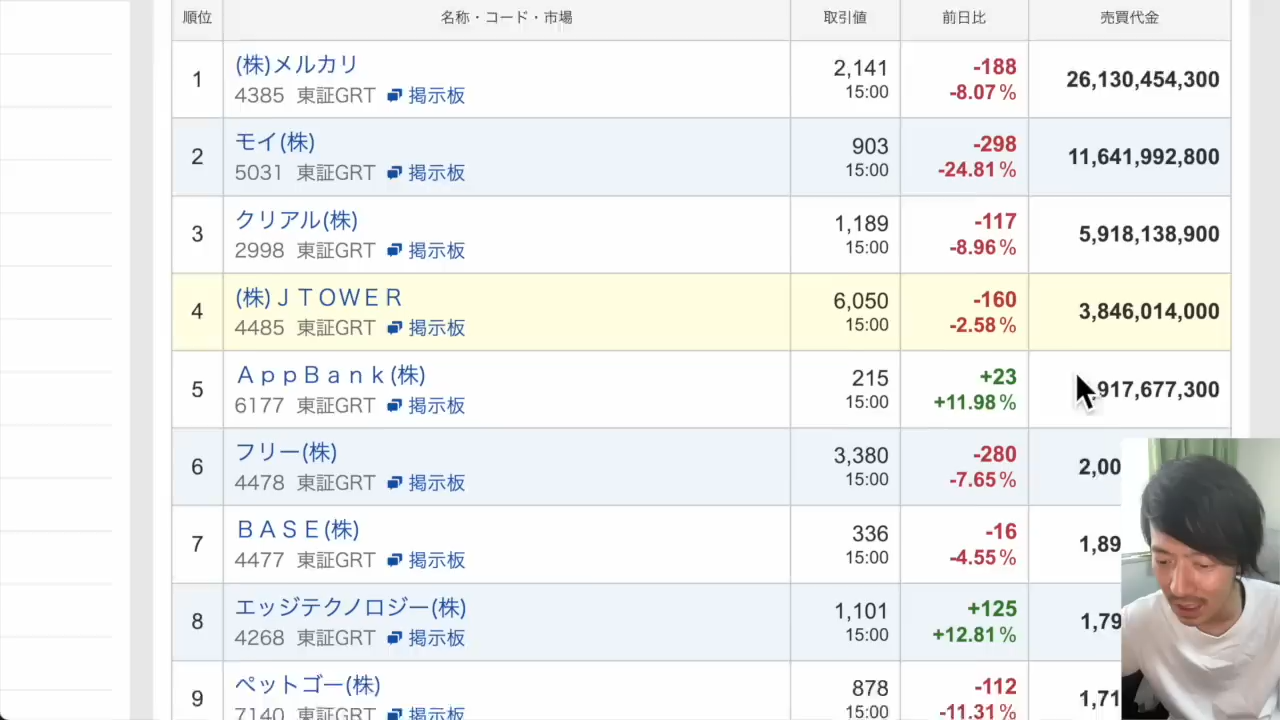 順位 名称・コード・市場 取引値 前日比 売買代金
1 (株)メルカリ 2,141 -188 26,130,454,300
4385 東証GRT 掲示板 15:00 -8.07%
2 モイ(株) 903 -298 11,641,992,800
5031 東証GRT 掲示板 15:00 -24.81%
3 クリアル(株) 1,189 -117 5,918,138,900
2998 東証GRT 掲示板 15:00 -8.96%
4 (株)ＪＴＯＷＥＲ 6,050 -160 3,846,014,000
4485 東証GRT 掲示板 15:00 -2.58%
5 ＡｐｐＢａｎｋ(株) 215 +23 917,677,300
6177 東証GRT 掲示板 15:00 +11.98%
6 フリー(株) 3,380 -280 2,00
4478 東証GRT 掲示板 15:00 -7.65%
7 ＢＡＳＥ(株) 336 -16 1,89
4477 東証GRT 掲示板 15:00 -4.55%
8 エッジテクノロジー(株) 1,101 +125 1,79
4268 東証GRT 掲示板 15:00 +12.81%
9 ペットゴー(株) 878 -112 1,71
7140 東証GRT 掲示板 15:00 -11.31%